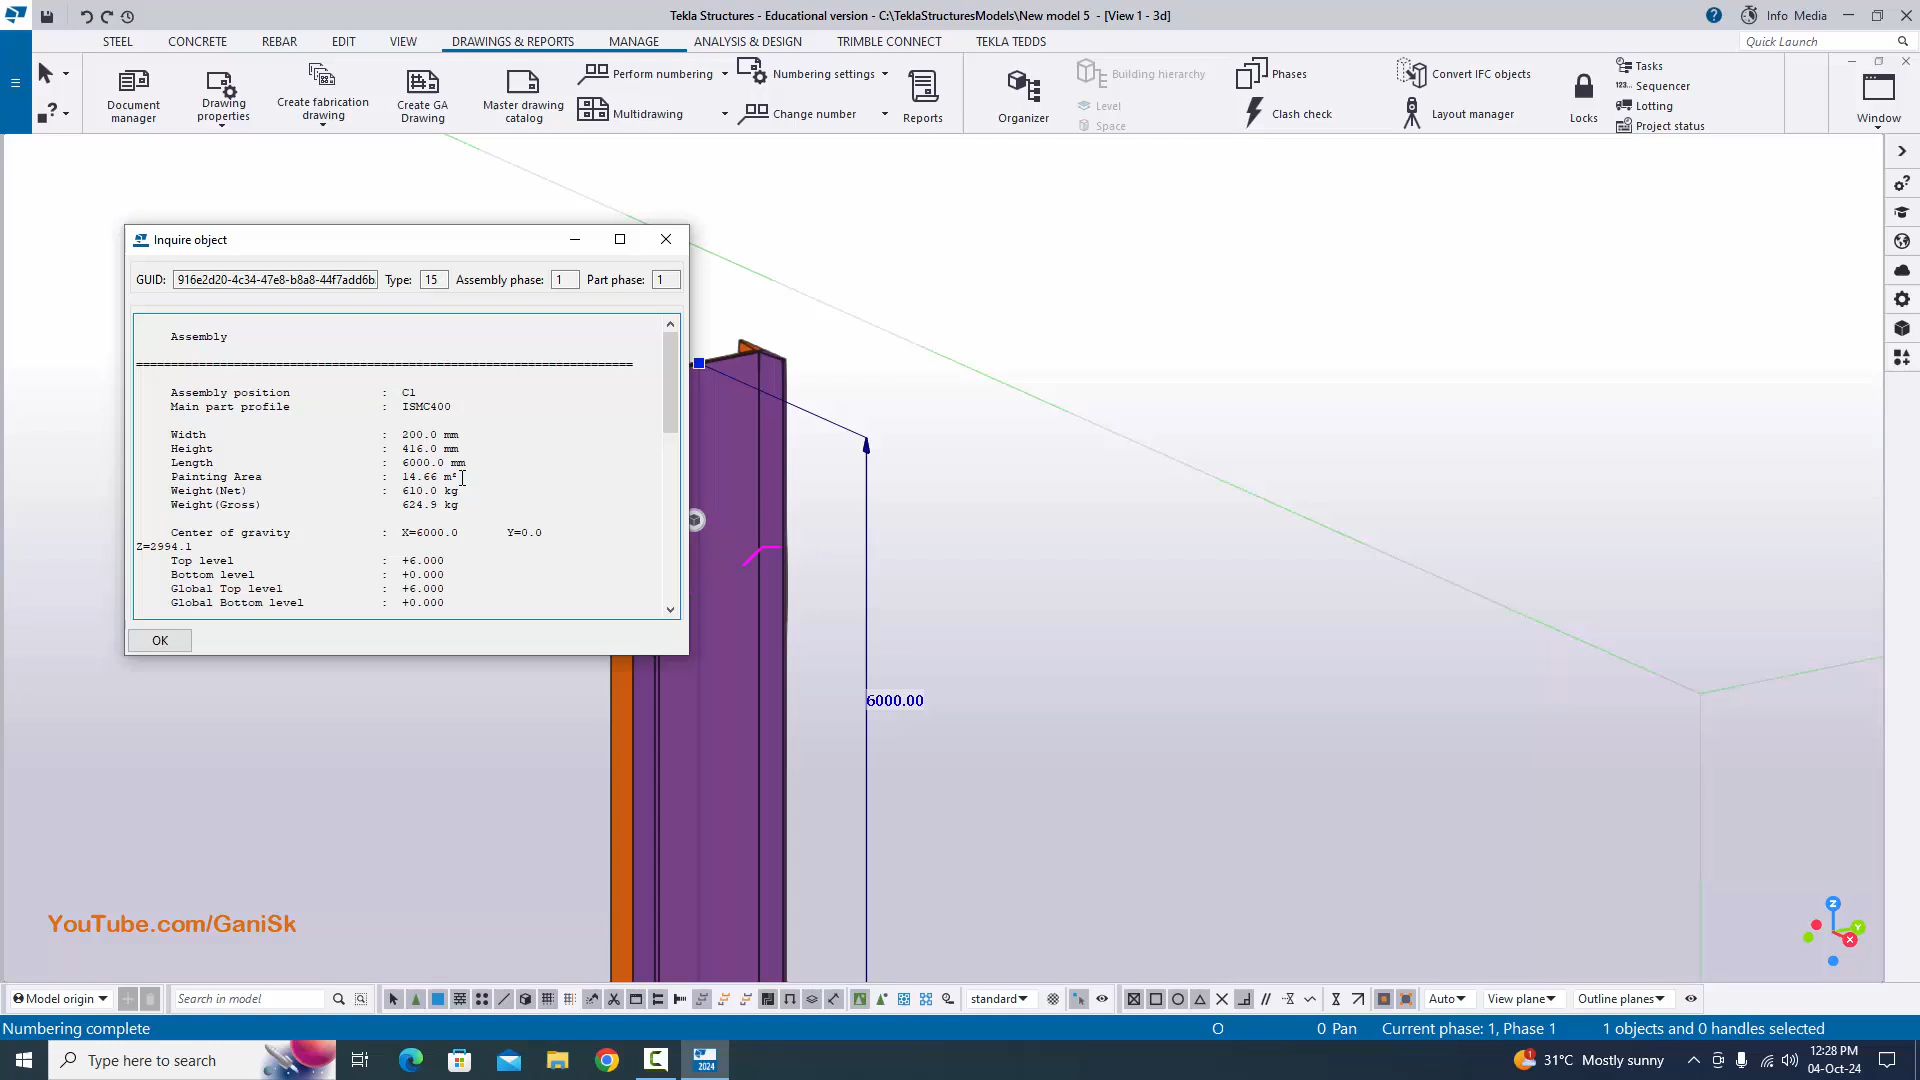 Tekla Structures - Educational version - C:\TeklaStructuresModels\New model 5 - [View 1 - 3d]
Info Media
STEEL CONCRETE REBAR EDIT VIEW DRAWINGS & REPORTS MANAGE ANALYSIS & DESIGN TRIMBLE CONNECT TEKLA TEDDS
Quick Launch
Document manager
Drawing properties
Create fabrication drawing
Create GA Drawing
Master drawing catalog
Perform numbering
Multidrawing
Numbering settings
Change number
Reports
Organizer
Building hierarchy
Level
Space
Phases
Clash check
Convert IFC objects
Layout manager
Locks
Tasks
Sequencer
Lotting
Project status
Window
Inquire object
GUID: 916e2d20-4c34-47e8-b8a8-44f7add6b Type: 15 Assembly phase: 1 Part phase: 1
Assembly
======================================================================
Assembly position : C1
Main part profile : ISMC400
Width : 200.0 mm
Height : 416.0 mm
Length : 6000.0 mm
Painting Area : 14.66 m²
Weight(Net) : 610.0 kg
Weight(Gross) 624.9 kg
Center of gravity : X=6000.0 Y=0.0
Z=2994.1
Top level : +6.000
Bottom level : +0.000
Global Top level : +6.000
Global Bottom level : +0.000
OK
6000.00
YouTube.com/GaniSk
Z
Y
X
Model origin
Search in model
standard
Auto
View plane
Outline planes
Numbering complete
O
0 Pan
Current phase: 1, Phase 1
1 objects and 0 handles selected
Type here to search
2024
1
31°C Mostly sunny
12:28 PM
04-Oct-24